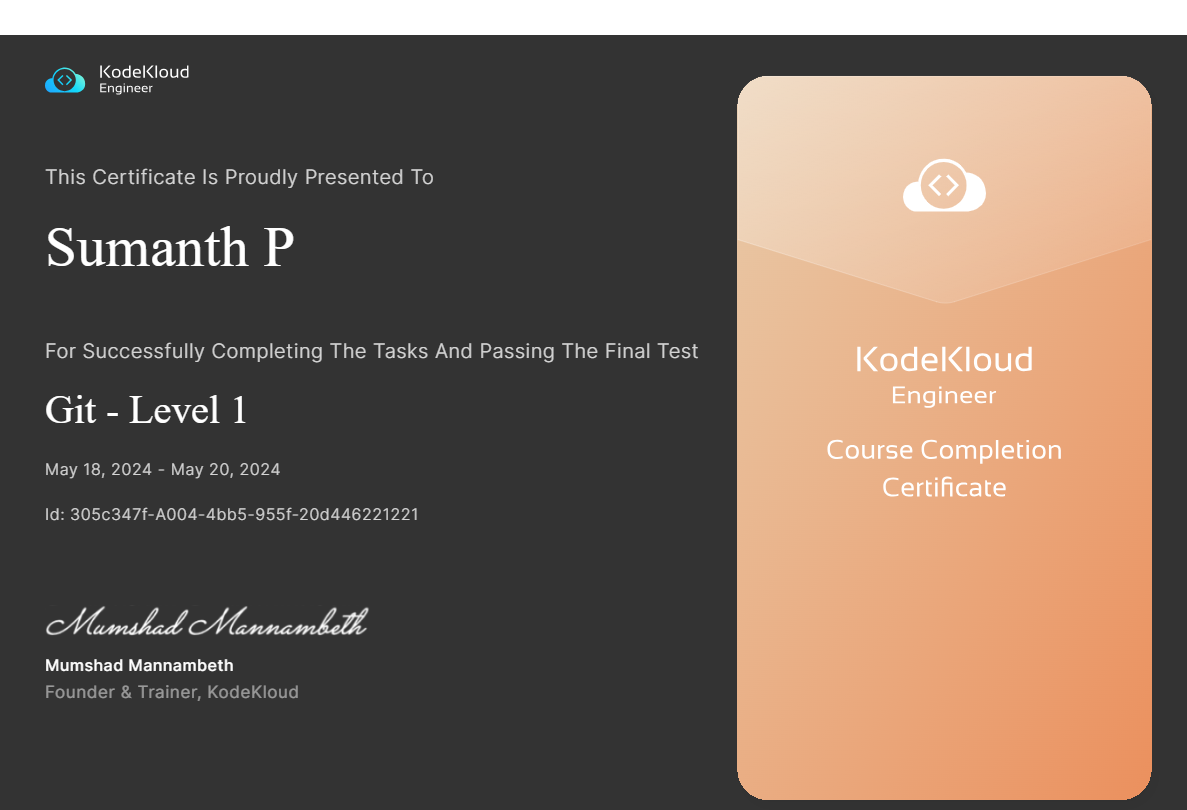 KodeKloud
Engineer
This Certificate Is Proudly Presented To
Sumanth P
For Successfully Completing The Tasks And Passing The Final Test
Git - Level 1
May 18, 2024 - May 20, 2024
Id: 305c347f-A004-4bb5-955f-20d446221221
Mumshad Mannambeth
Mumshad Mannambeth
Founder & Trainer, KodeKloud
KodeKloud
Engineer
Course Completion
Certificate